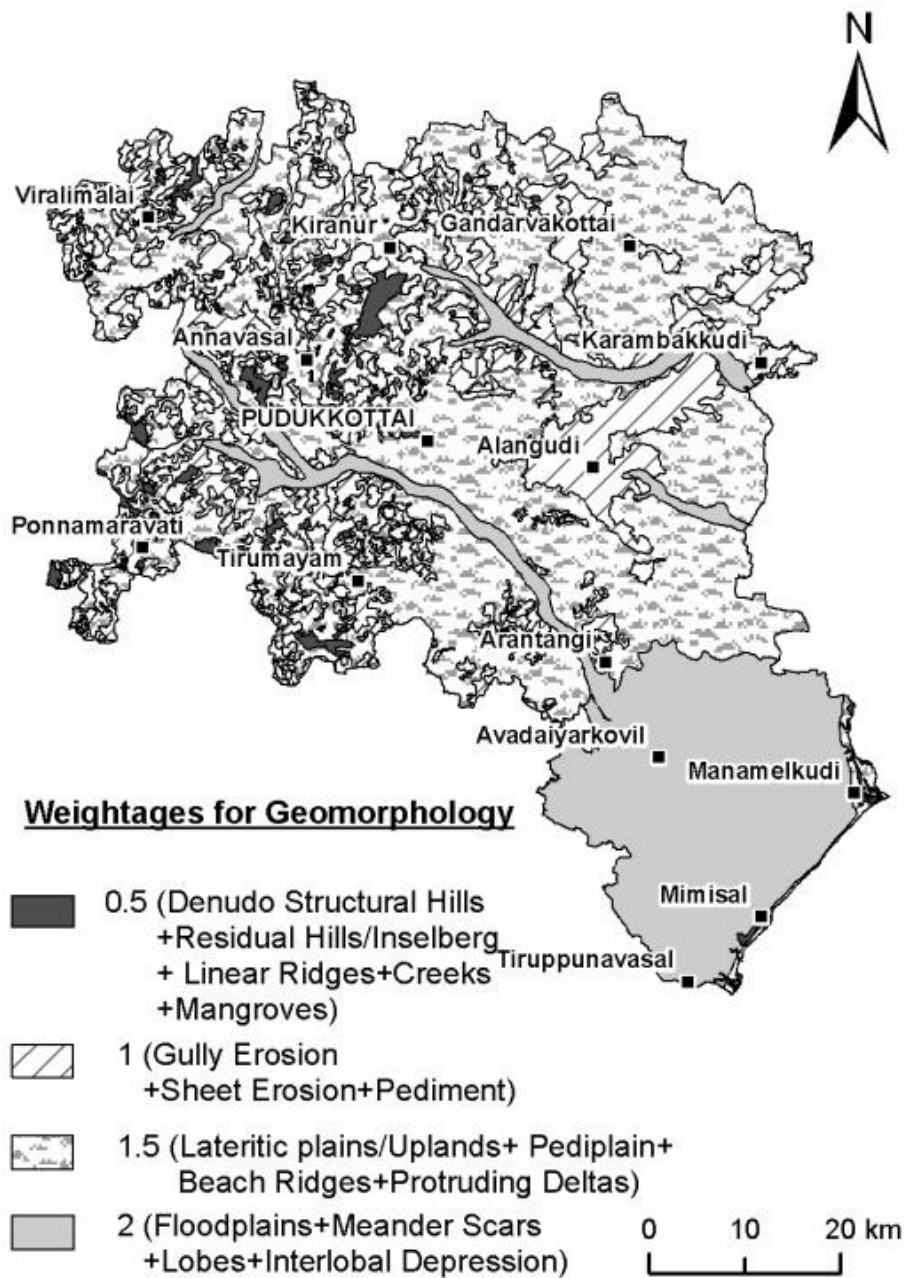 N
Viralimalai
Kiranur
Gandarvakottai
Annavasal
Karambakkudi
PUDUKKOTTAI
Alangudi
Ponnamaravati
Tirumayam
Arantangi
Avadaiyarkovil
Manamelkudi
Mimisal
Tiruppunavasal
Weightages for Geomorphology
0.5 (Denudo Structural Hills
+Residual Hills/Inselberg
+ Linear Ridges+Creeks
+Mangroves)
1 (Gully Erosion
+Sheet Erosion+Pediment)
1.5 (Lateritic plains/Uplands+ Pediplain+
Beach Ridges+Protruding Deltas)
2 (Floodplains+Meander Scars
+Lobes+Interlobal Depression)
0 10 20 km